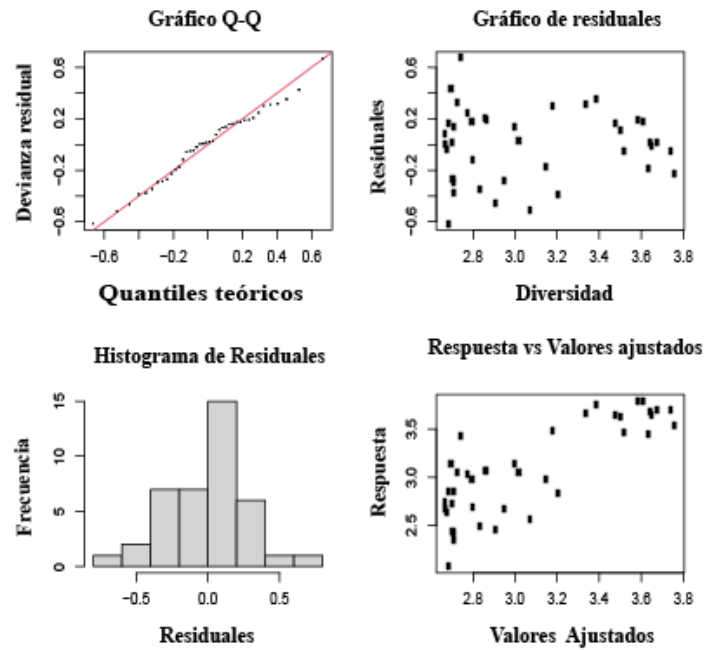 Gráfico Q-Q
Devianza residual
0.6
0.2
−0.2
−0.6
−0.6
−0.2
0.2
0.4
0.6
Quantiles teóricos
Gráfico de residuales
Residuales
0.6
0.2
−0.2
−0.6
2.8
3.0
3.2
3.4
3.6
3.8
Diversidad
Histograma de Residuales
Frecuencia
15
10
5
0
−0.5
0.0
0.5
Residuales
Respuesta vs Valores ajustados
Respuesta
3.5
3.0
2.5
2.8
3.0
3.2
3.4
3.6
3.8
Valores Ajustados